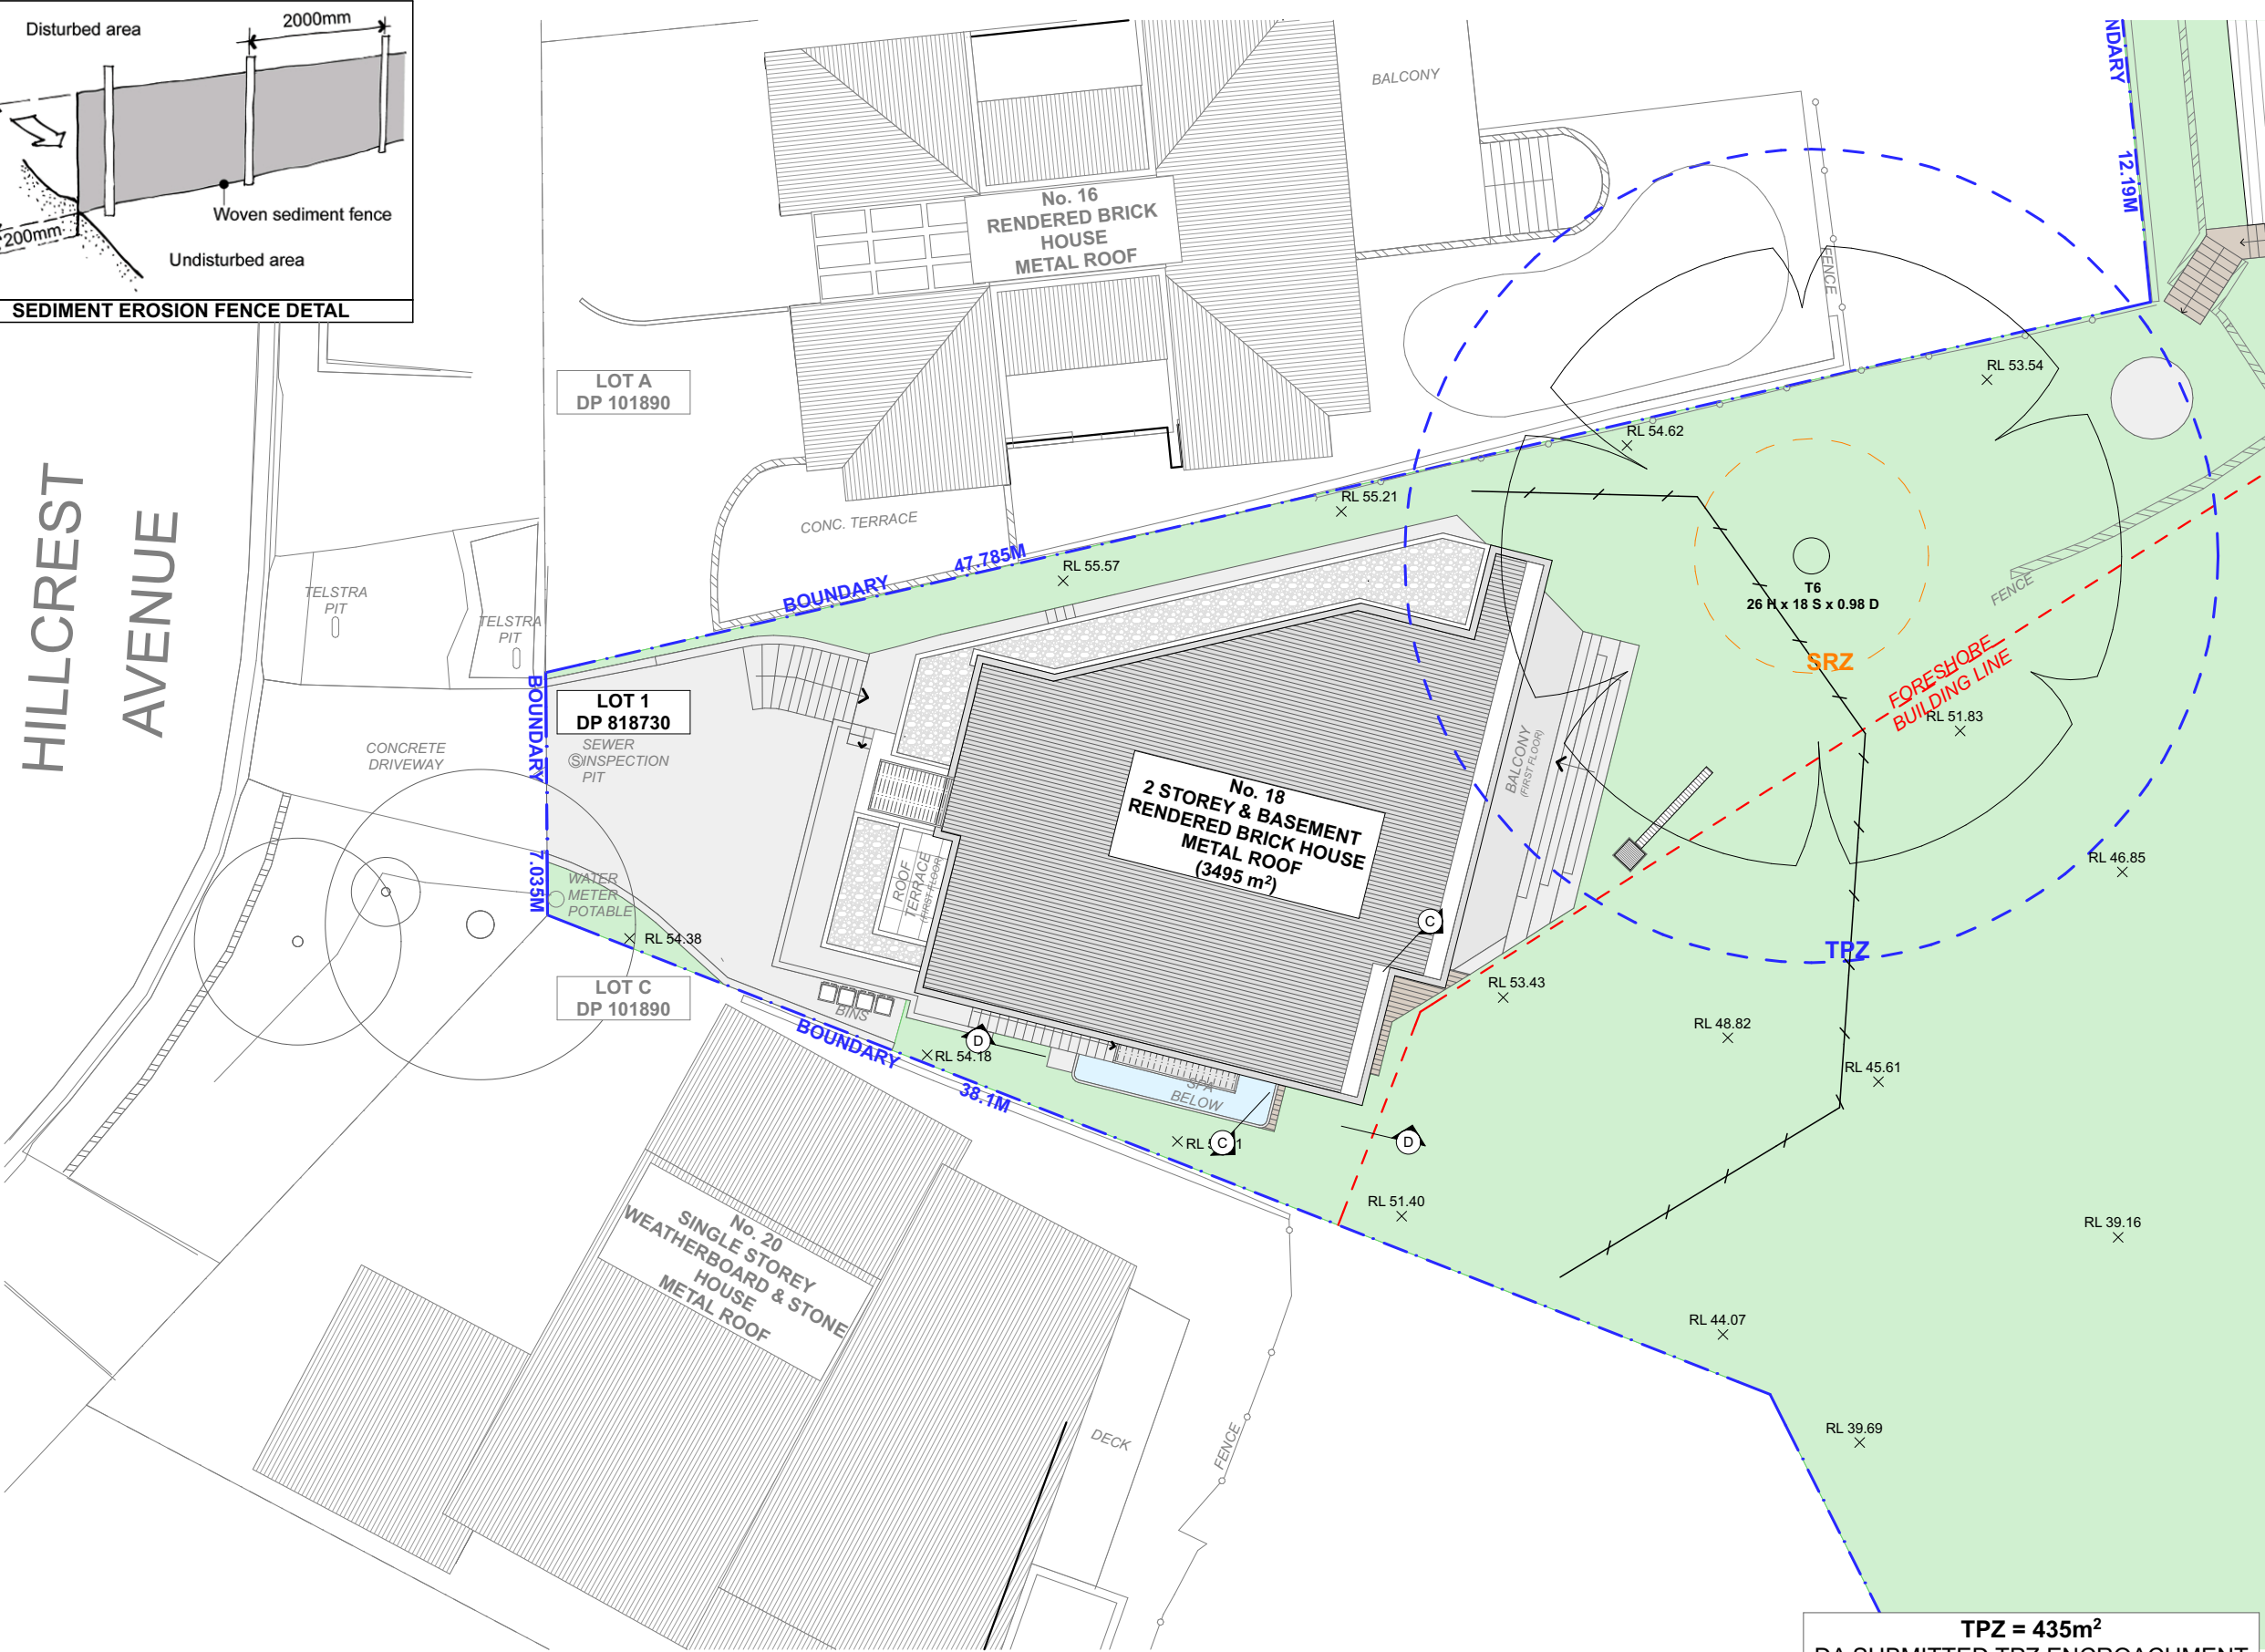 Disturbed area
2000mm
200mm
Woven sediment fence
Undisturbed area
SEDIMENT EROSION FENCE DETAL
HILLCREST
AVENUE
No. 16
RENDERED BRICK
HOUSE
METAL ROOF
BALCONY
FENCE
NDARY
12.19M
LOT A
DP 101890
CONC. TERRACE
BOUNDARY
47.785M
RL 55.57
RL 55.21
RL 54.62
RL 53.54
TELSTRA
PIT
TELSTRA
PIT
T6
26 H x 18 S x 0.98 D
SRZ
FENCE
FORESHORE
BUILDING LINE
RL 51.83
BOUNDARY
7.035M
LOT 1
DP 818730
SEWER
INSPECTION
PIT
S
CONCRETE
DRIVEWAY
WATER
METER
POTABLE
RL 54.38
ROOF
TERRACE
(FIRST FLOOR)
No. 18
2 STOREY & BASEMENT
RENDERED BRICK HOUSE
METAL ROOF
(3495 m²)
BALCONY
(FIRST FLOOR)
C
RL 46.85
TPZ
LOT C
DP 101890
BINS
BOUNDARY
38.1M
D
RL 54.18
SPA
BELOW
RL 53.43
RL 48.82
RL 45.61
C
D
RL 51.40
RL 39.16
RL 44.07
RL 39.69
No. 20
SINGLE STOREY
WEATHERBOARD & STONE
HOUSE
METAL ROOF
DECK
FENCE
TPZ = 435m²
DA SUBMITTED TPZ ENCROACHMENT